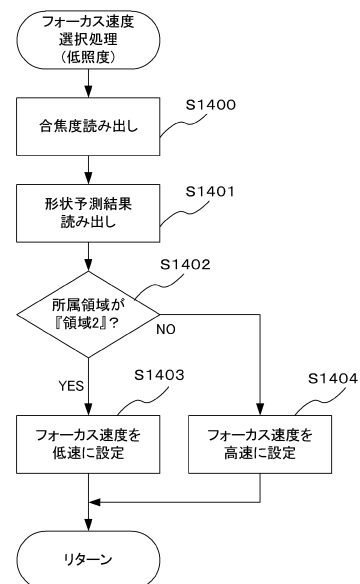 フォーカス速度
選択処理
(低照度)
S1400
合焦度読み出し
S1401
形状予測結果
読み出し
S1402
所属領域が
『領域2』?
NO
YES
S1403
S1404
フォーカス速度を
低速に設定
フォーカス速度を
高速に設定
リターン